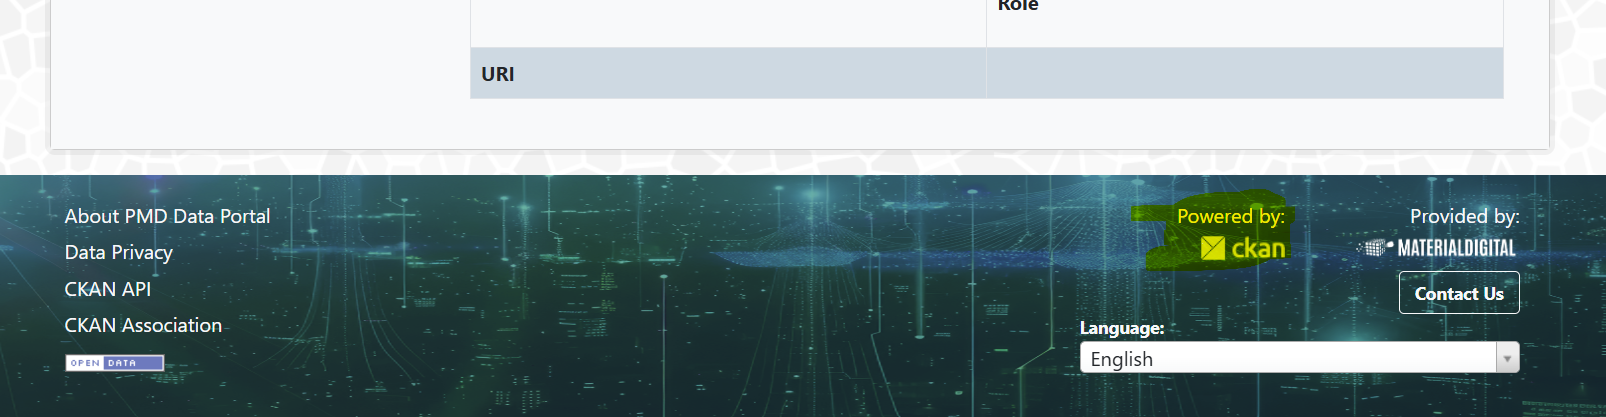 Role
URI
About PMD Data Portal
Data Privacy
CKAN API
CKAN Association
OPEN DATA
Powered by:
ckan
Provided by:
MATERIALDIGITAL
Contact Us
Language:
English